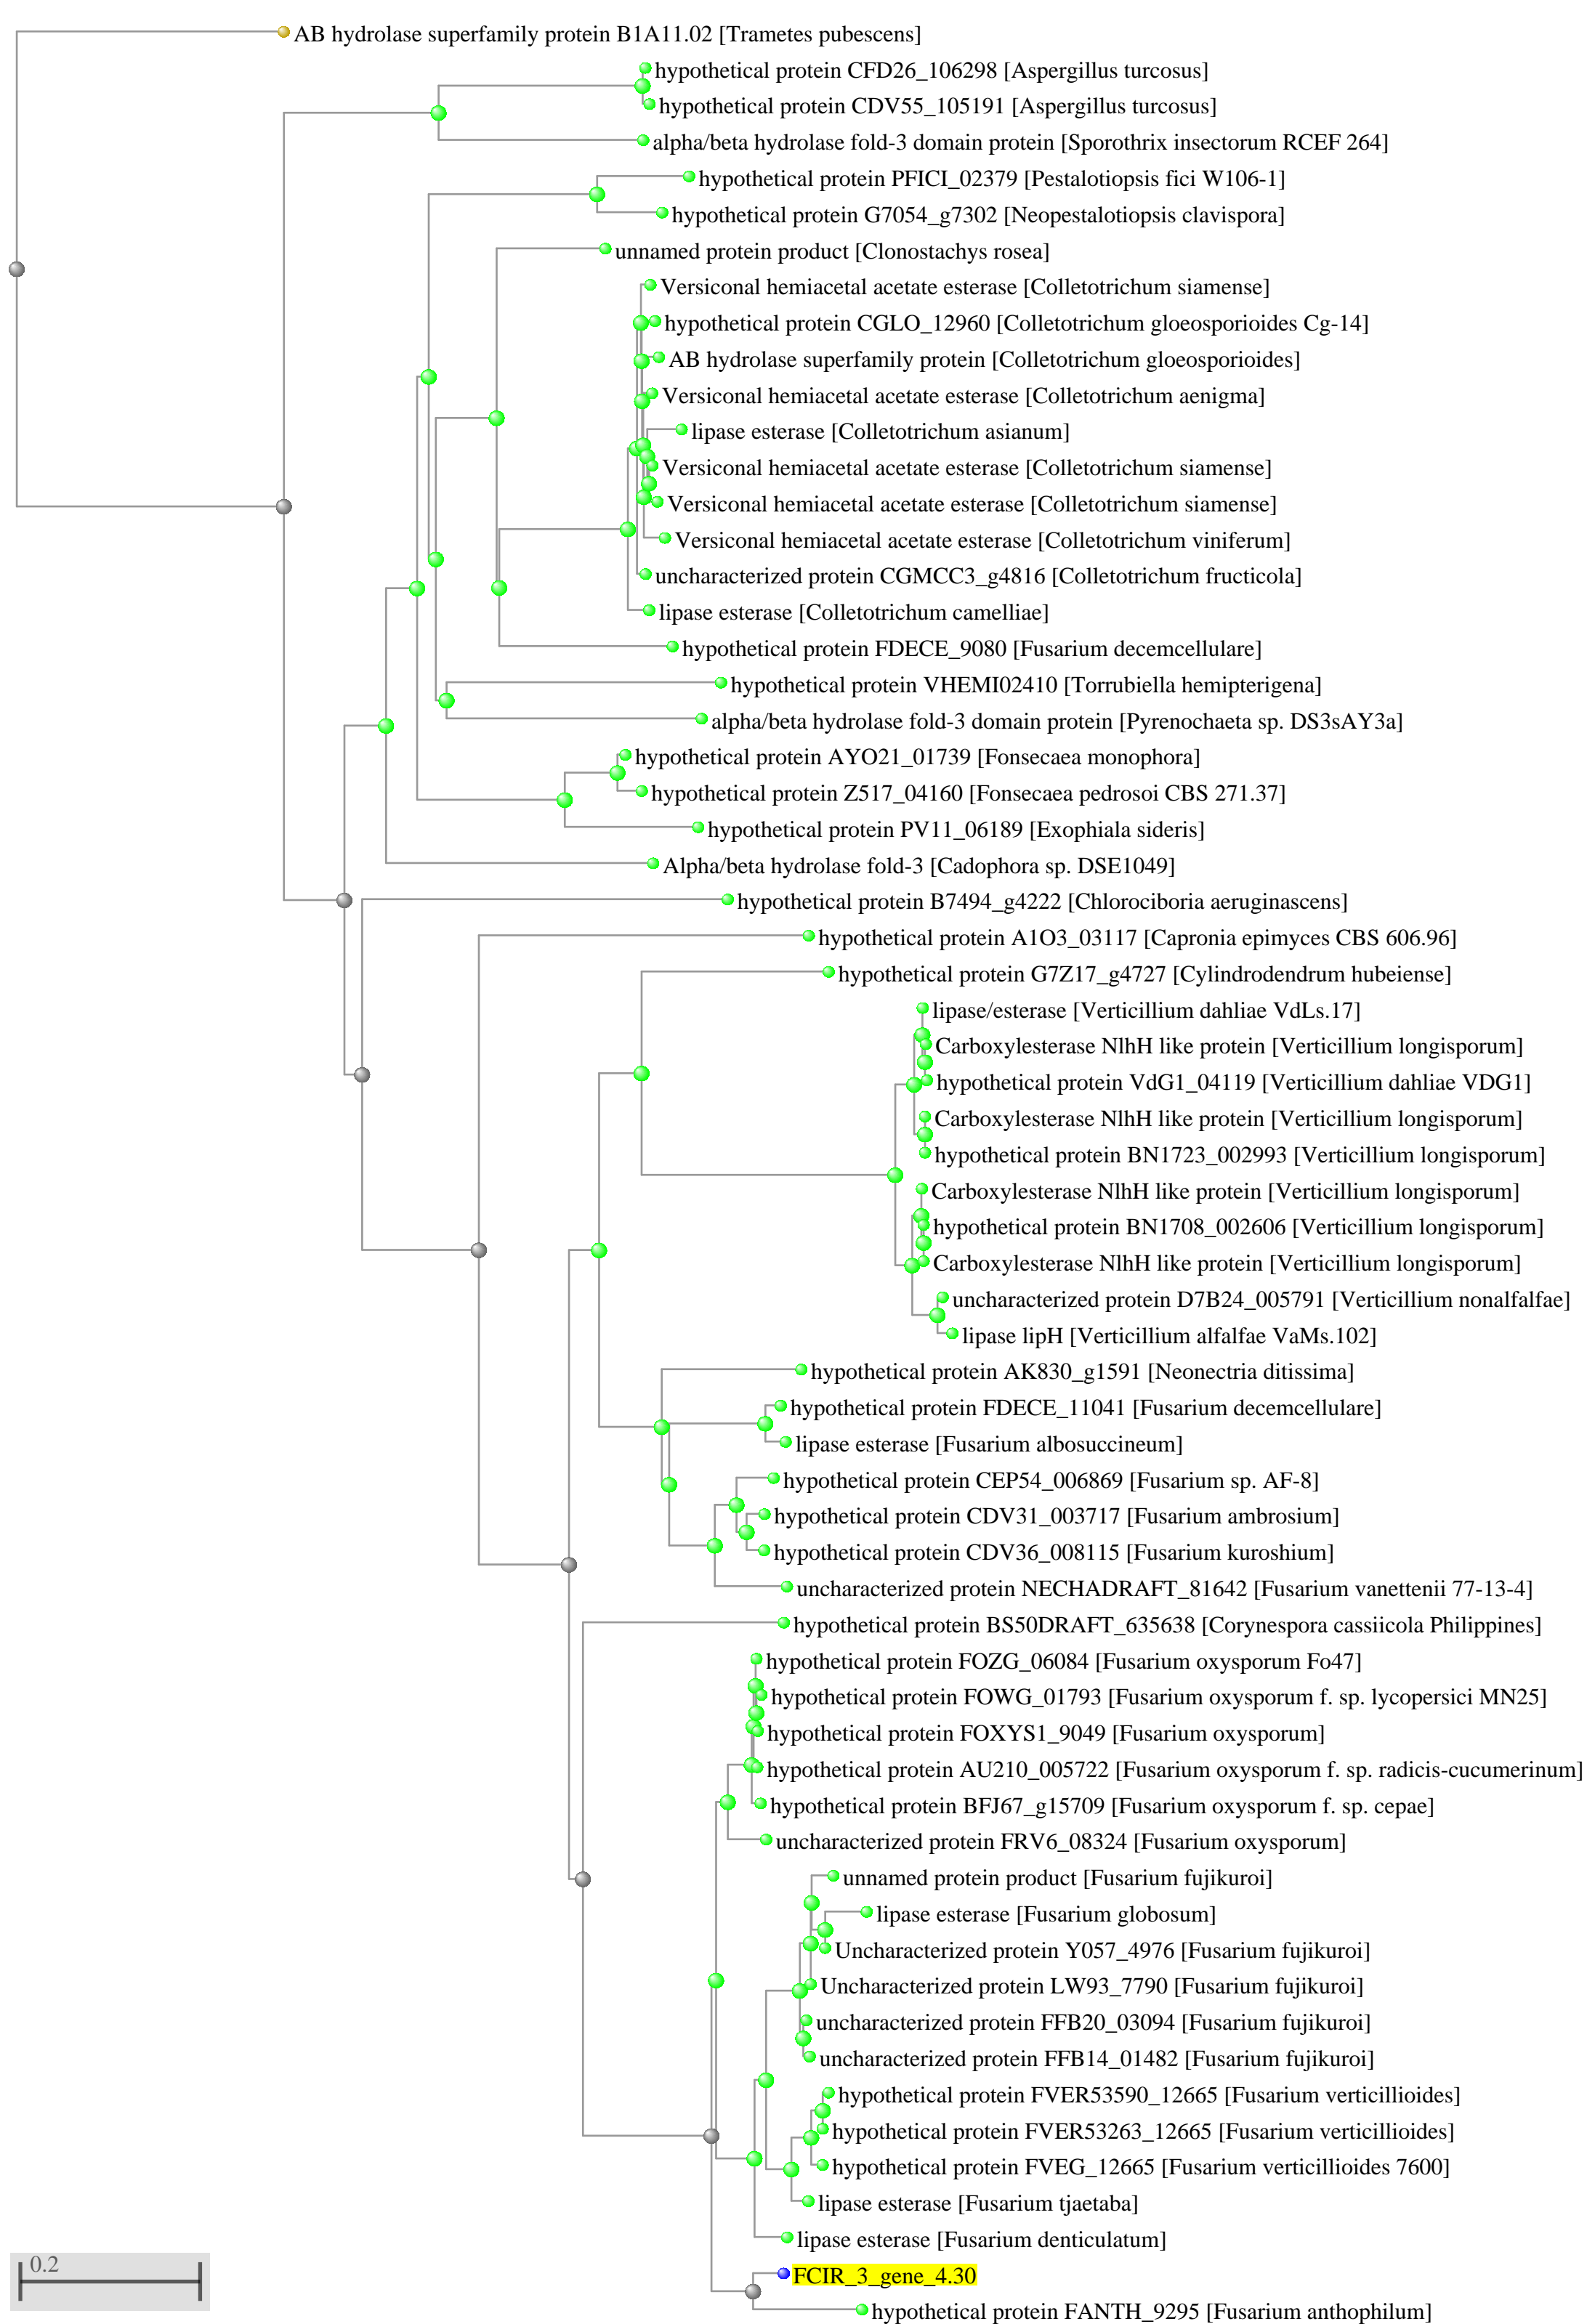 AB hydrolase superfamily protein B1A11.02 [Trametes pubescens]
hypothetical protein CFD26_106298 [Aspergillus turcosus]
hypothetical protein CDV55_105191 [Aspergillus turcosus]
alpha/beta hydrolase fold-3 domain protein [Sporothrix insectorum RCEF 264]
hypothetical protein PFICI_02379 [Pestalotiopsis fici W106-1]
hypothetical protein G7054_g7302 [Neopestalotiopsis clavispora]
unnamed protein product [Clonostachys rosea]
Versiconal hemiacetal acetate esterase [Colletotrichum siamense]
hypothetical protein CGLO_12960 [Colletotrichum gloeosporioides Cg-14]
AB hydrolase superfamily protein [Colletotrichum gloeosporioides]
Versiconal hemiacetal acetate esterase [Colletotrichum aenigma]
lipase esterase [Colletotrichum asianum]
Versiconal hemiacetal acetate esterase [Colletotrichum siamense]
Versiconal hemiacetal acetate esterase [Colletotrichum siamense]
Versiconal hemiacetal acetate esterase [Colletotrichum viniferum]
uncharacterized protein CGMCC3_g4816 [Colletotrichum fructicola]
lipase esterase [Colletotrichum camelliae]
hypothetical protein FDECE_9080 [Fusarium decemcellulare]
hypothetical protein VHEMI02410 [Torrubiella hemipterigena]
alpha/beta hydrolase fold-3 domain protein [Pyrenochaeta sp. DS3sAY3a]
hypothetical protein AYO21_01739 [Fonsecaea monophora]
hypothetical protein Z517_04160 [Fonsecaea pedrosoi CBS 271.37]
hypothetical protein PV11_06189 [Exophiala sideris]
Alpha/beta hydrolase fold-3 [Cadophora sp. DSE1049]
hypothetical protein B7494_g4222 [Chlorociboria aeruginascens]
hypothetical protein A1O3_03117 [Capronia epimyces CBS 606.96]
hypothetical protein G7Z17_g4727 [Cylindrodendrum hubeiense]
lipase/esterase [Verticillium dahliae VdLs.17]
Carboxylesterase NlhH like protein [Verticillium longisporum]
hypothetical protein VdG1_04119 [Verticillium dahliae VDG1]
Carboxylesterase NlhH like protein [Verticillium longisporum]
hypothetical protein BN1723_002993 [Verticillium longisporum]
Carboxylesterase NlhH like protein [Verticillium longisporum]
hypothetical protein BN1708_002606 [Verticillium longisporum]
Carboxylesterase NlhH like protein [Verticillium longisporum]
uncharacterized protein D7B24_005791 [Verticillium nonalfalfae]
lipase lipH [Verticillium alfalfae VaMs.102]
hypothetical protein AK830_g1591 [Neonectria ditissima]
hypothetical protein FDECE_11041 [Fusarium decemcellulare]
lipase esterase [Fusarium albosuccineum]
hypothetical protein CEP54_006869 [Fusarium sp. AF-8]
hypothetical protein CDV31_003717 [Fusarium ambrosium]
hypothetical protein CDV36_008115 [Fusarium kuroshium]
uncharacterized protein NECHADRAFT_81642 [Fusarium vanettenii 77-13-4]
hypothetical protein BS50DRAFT_635638 [Corynespora cassiicola Philippines]
hypothetical protein FOZG_06084 [Fusarium oxysporum Fo47]
hypothetical protein FOWG_01793 [Fusarium oxysporum f. sp. lycopersici MN25]
hypothetical protein FOXYS1_9049 [Fusarium oxysporum]
hypothetical protein AU210_005722 [Fusarium oxysporum f. sp. radicis-cucumerinum]
hypothetical protein BFJ67_g15709 [Fusarium oxysporum f. sp. cepae]
uncharacterized protein FRV6_08324 [Fusarium oxysporum]
unnamed protein product [Fusarium fujikuroi]
lipase esterase [Fusarium globosum]
Uncharacterized protein Y057_4976 [Fusarium fujikuroi]
Uncharacterized protein LW93_7790 [Fusarium fujikuroi]
uncharacterized protein FFB20_03094 [Fusarium fujikuroi]
uncharacterized protein FFB14_01482 [Fusarium fujikuroi]
hypothetical protein FVER53590_12665 [Fusarium verticillioides]
hypothetical protein FVER53263_12665 [Fusarium verticillioides]
hypothetical protein FVEG_12665 [Fusarium verticillioides 7600]
lipase esterase [Fusarium tjaetaba]
lipase esterase [Fusarium denticulatum]
0.2
FCIR_3_gene_4.30
hypothetical protein FANTH_9295 [Fusarium anthophilum]